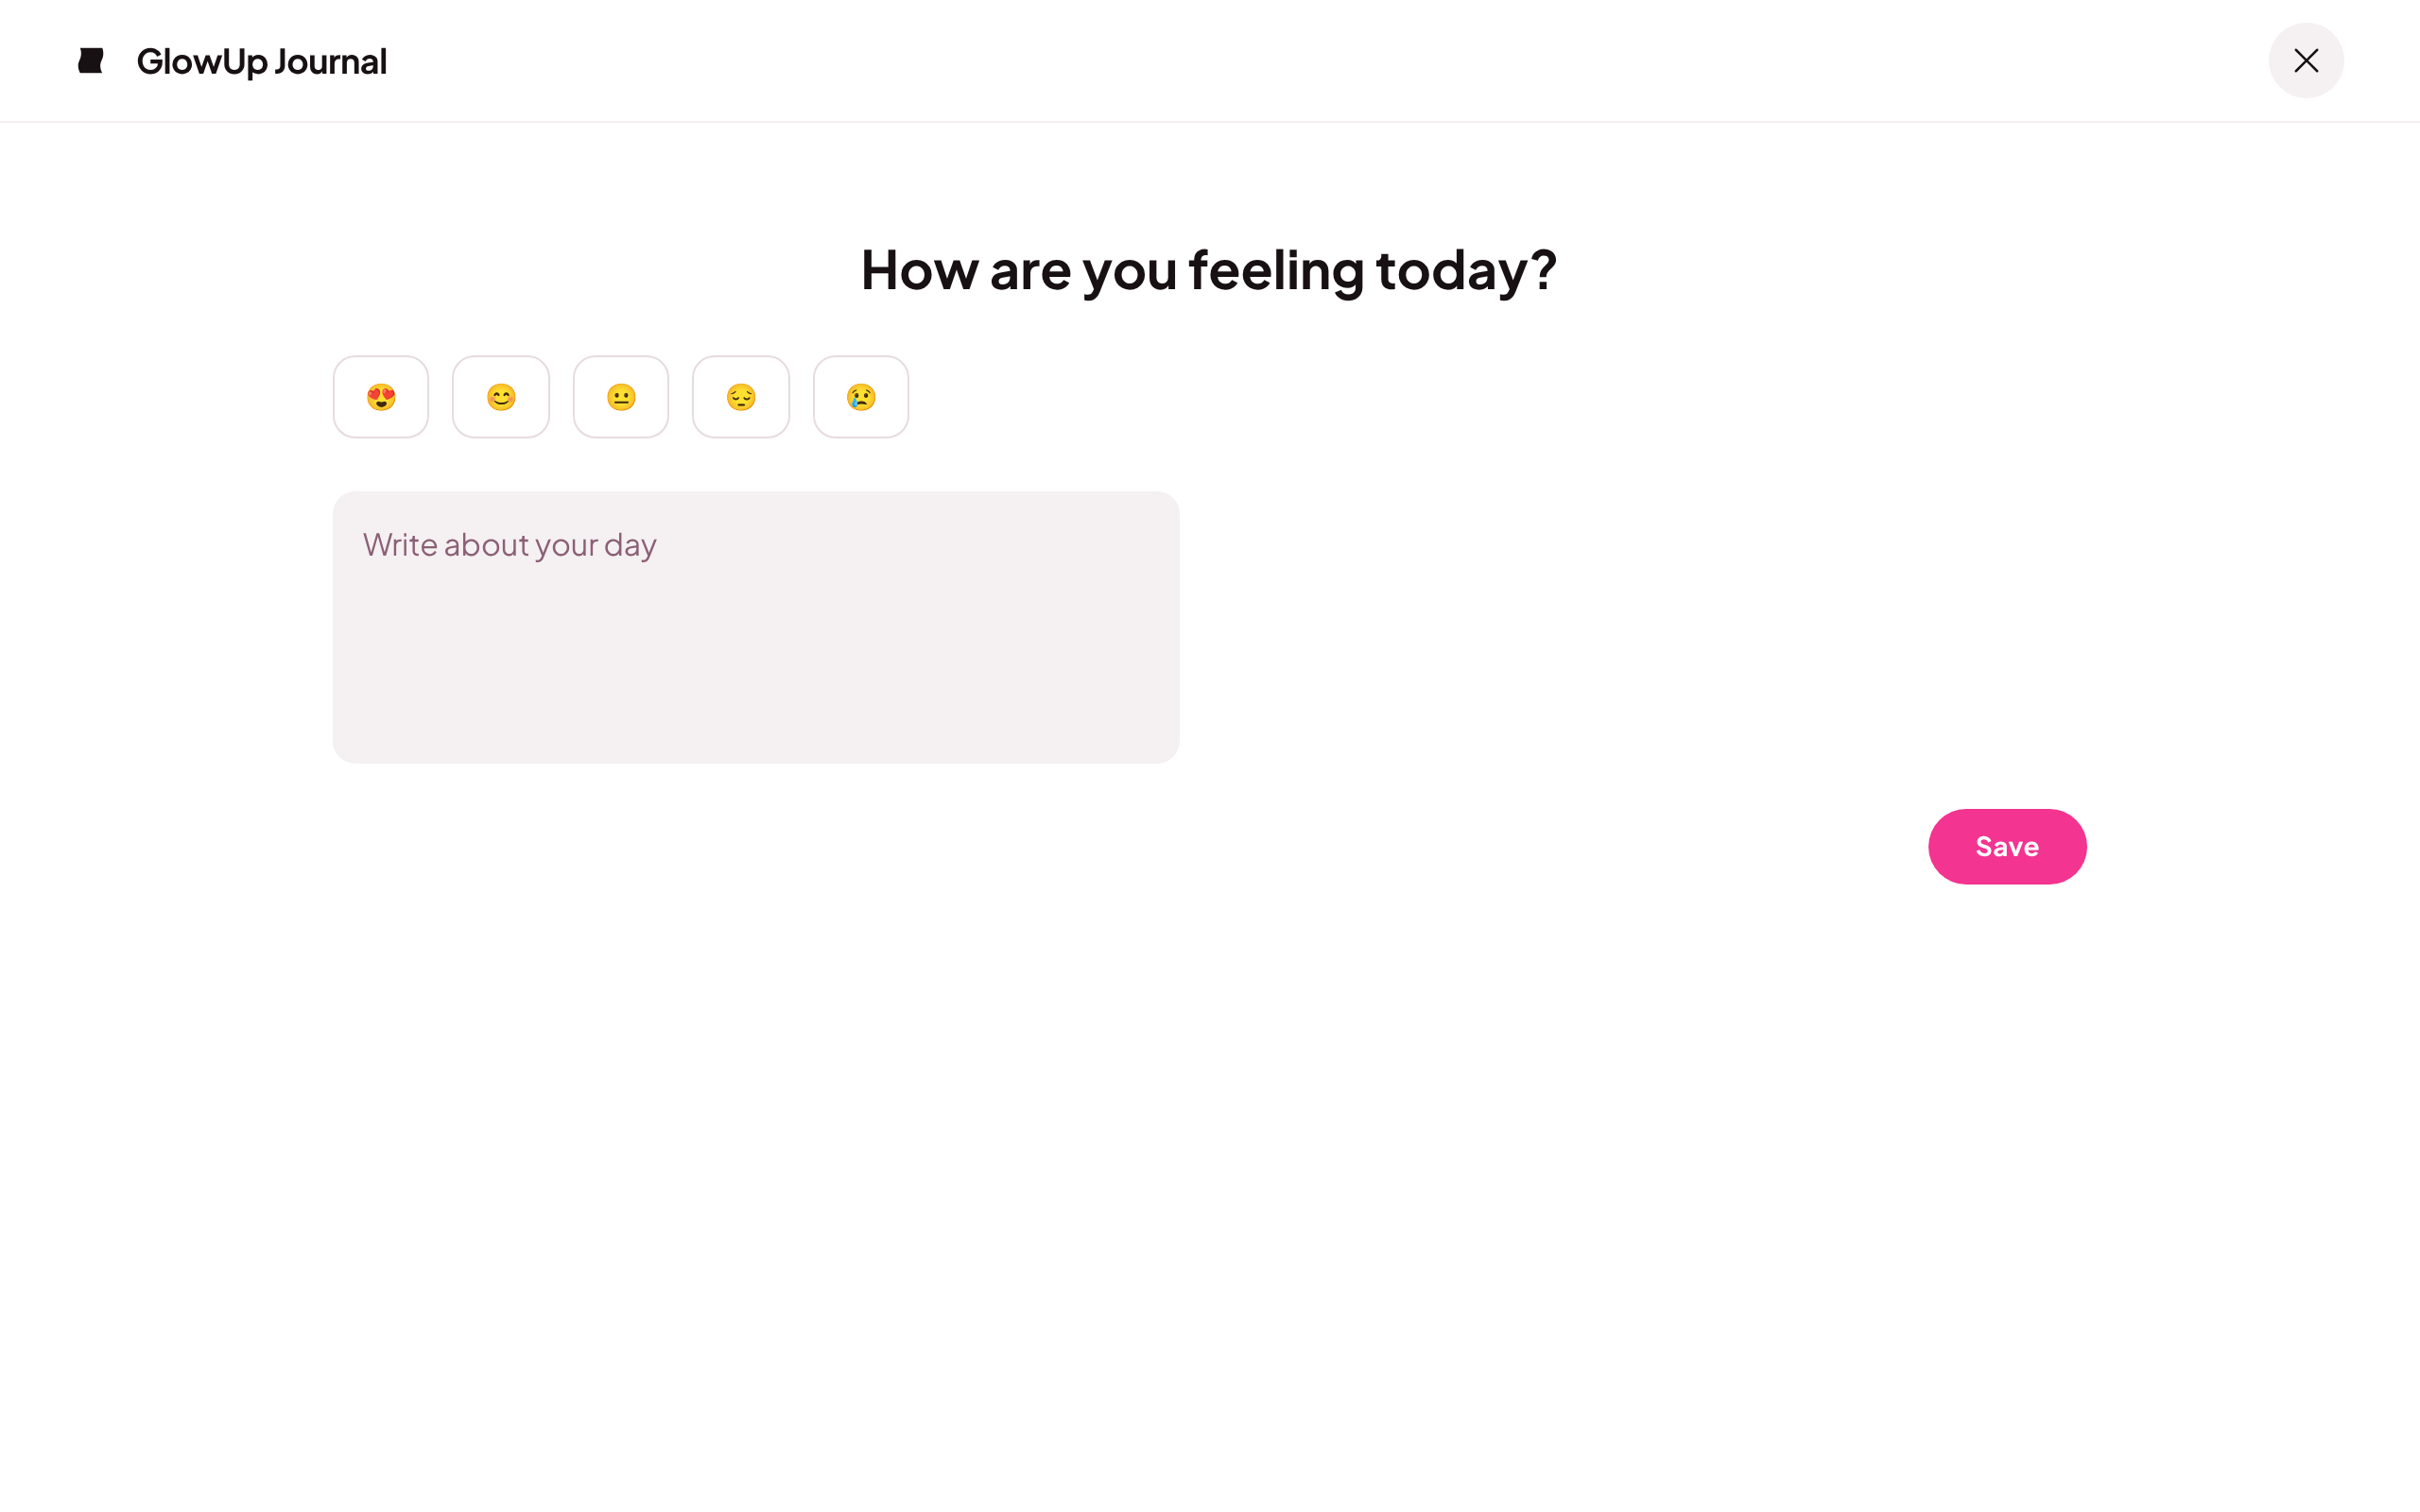 GlowUp Journal
How are you feeling today?
😍 😊 😐 😔 😢
Write about your day
Save